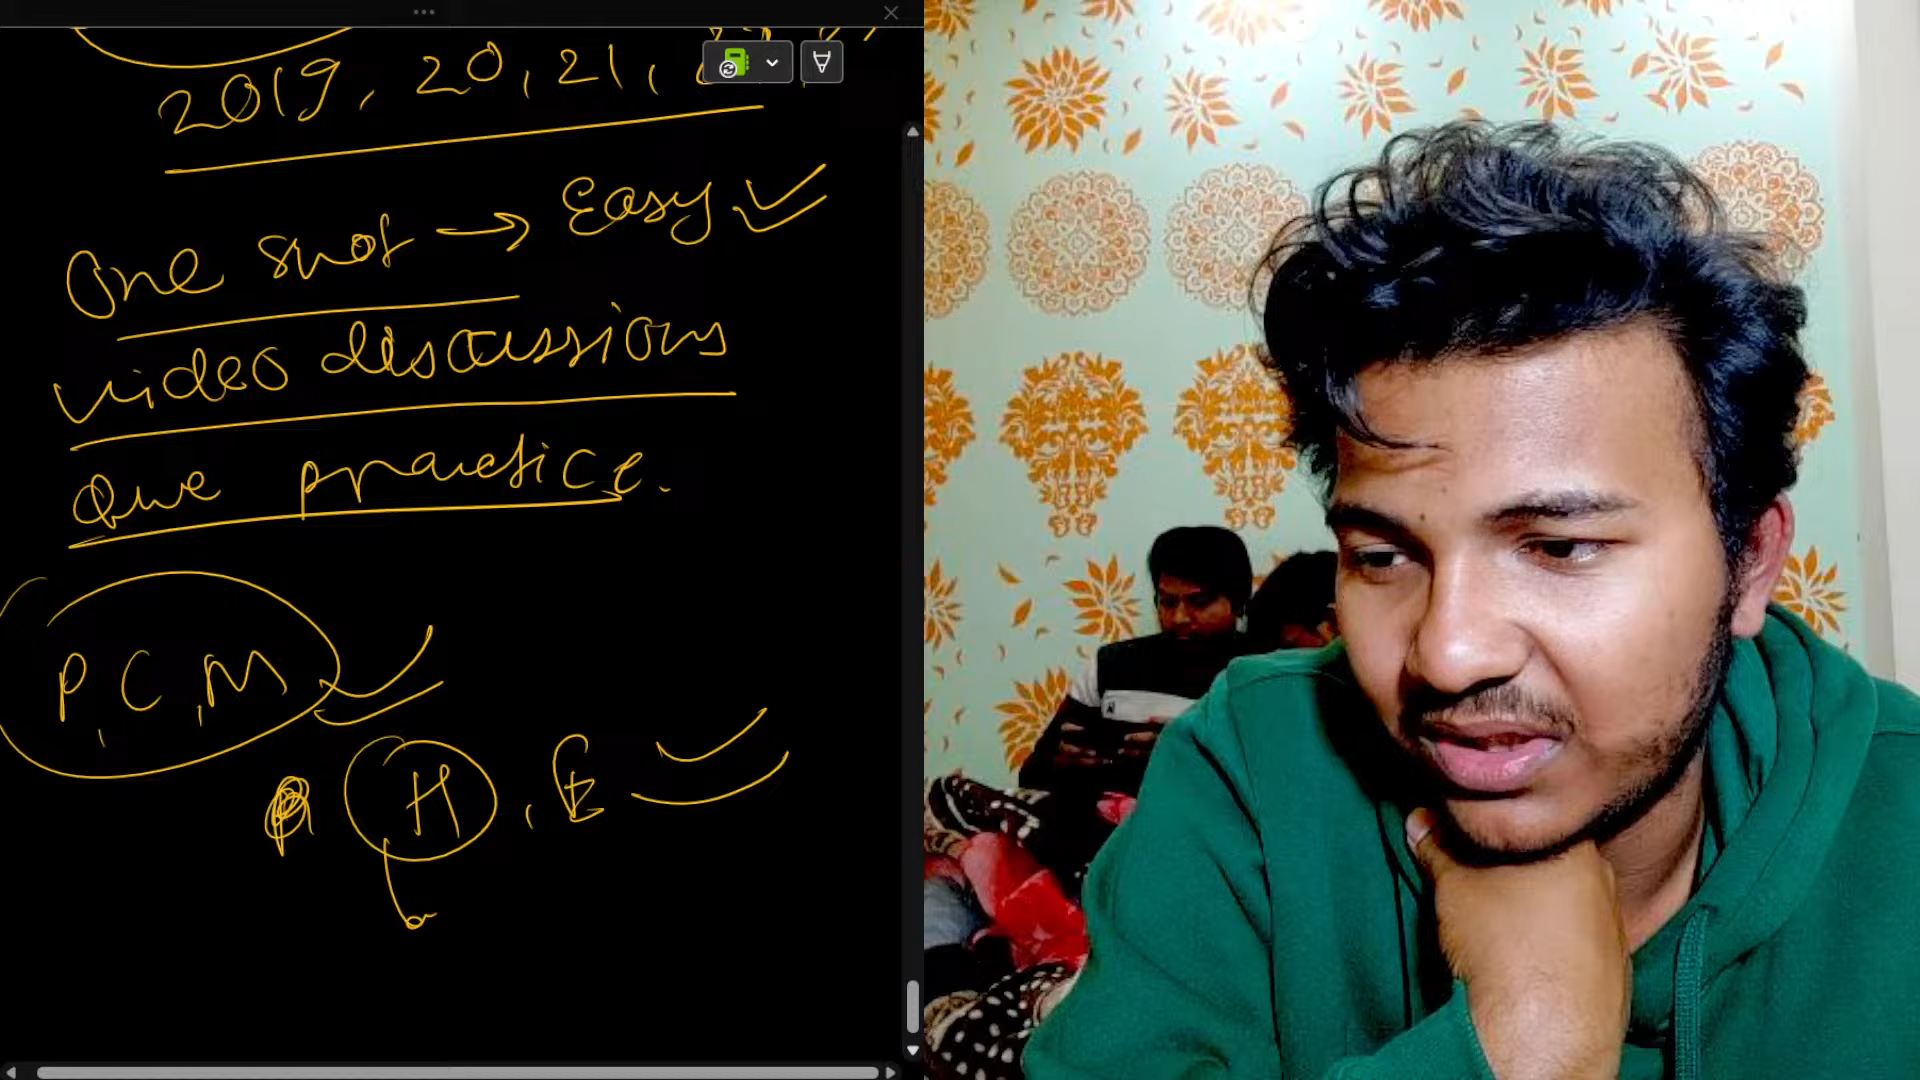 2019, 20, 21,
One shot → Easy
video discussions
Que practice.
P, C, M
H, E